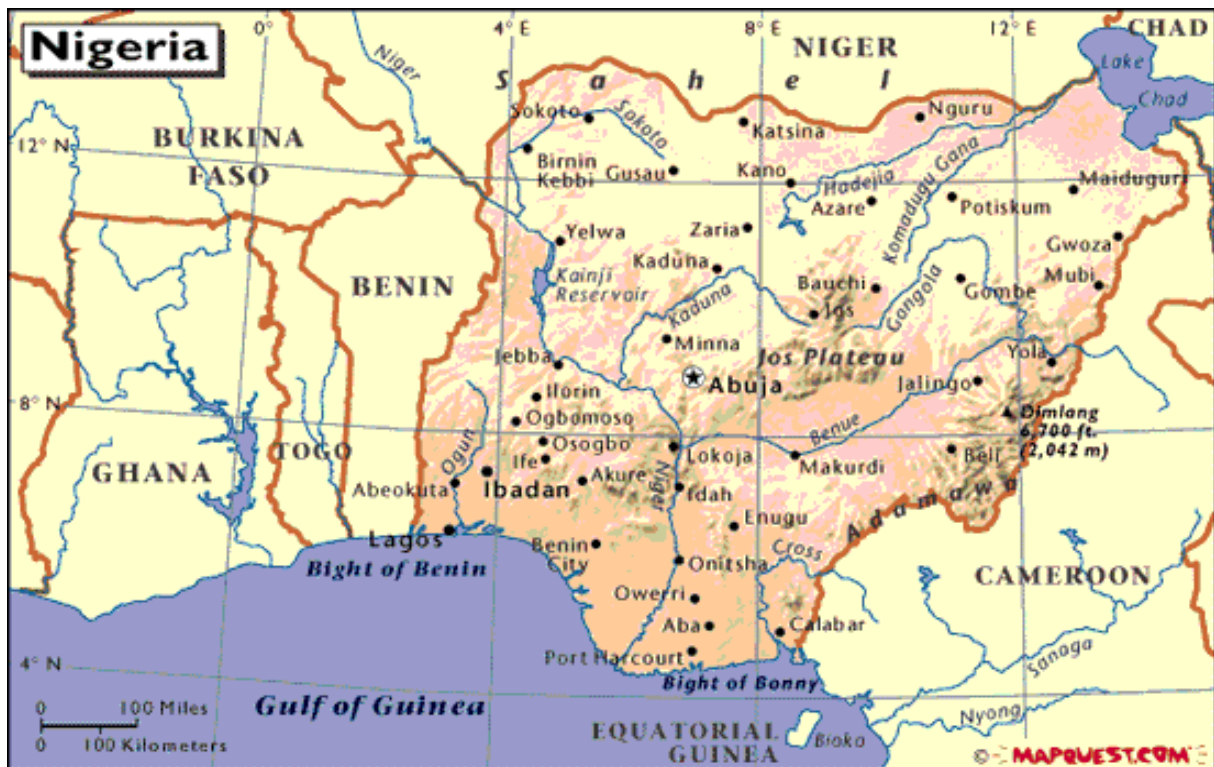 Nigeria
0°
4° E
8° E
12° E
CHAD
NIGER
Lake
Chad
Niger
Sahel
Sokoto
Sokoto
Katsina
Nguru
12° N
BURKINA
FASO
Birnin
Kebbi
Gusau
Kano
Hadejia
Komadugu Gana
Maiduguri
Azare
Potiskum
Yelwa
Zaria
Gwoza
Kaduna
Kainji
Reservoir
BENIN
Kaduna
Bauchi
Gongola
Gombe
Mubi
Jos
Minna
Jos Plateau
Jebba
Yola
Abuja
Jalingo
Ilorin
8° N
Ogbomoso
Dimlang
6,700 ft.
(2,042 m)
Benue
Osogbo
Ogun
TOGO
Ife
Lokoja
Makurdi
Beli
GHANA
Abeokuta
Ibadan
Akure
Niger
Idah
Adamawa
Enugu
Lagos
Benin
City
Cross
Onitsha
Bight of Benin
CAMEROON
Owerri
Aba
Calabar
4° N
Port Harcourt
Sanaga
Bight of Bonny
Gulf of Guinea
0 100 Miles
0 100 Kilometers
Nyong
EQUATORIAL
GUINEA
Bioko
© MAPQUEST.COM